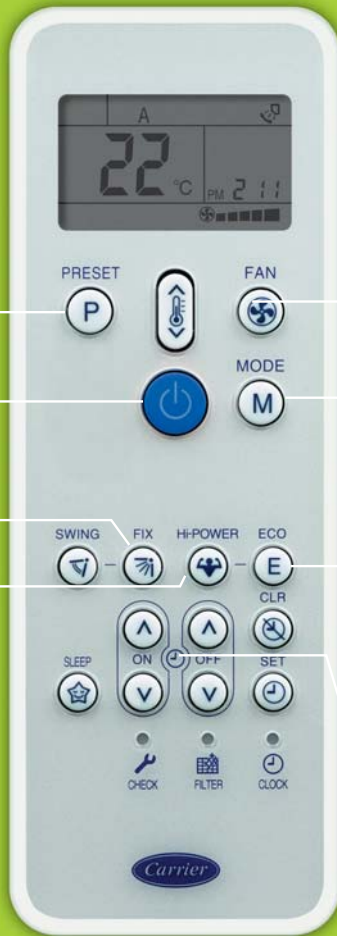 A
22 °C PM 2 11
PRESET FAN
P
MODE
M
SWING FIX Hi-POWER ECO
E
CLR
ON OFF
SLEEP SET
CHECK FILTER CLOCK
Carrier